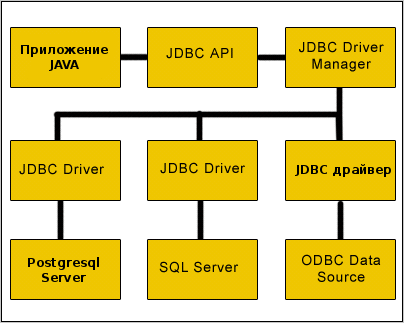 Приложение
JAVA
JDBC API
JDBC Driver
Manager
JDBC Driver
JDBC Driver
JDBC драйвер
Postgresql
Server
SQL Server
ODBC Data
Source